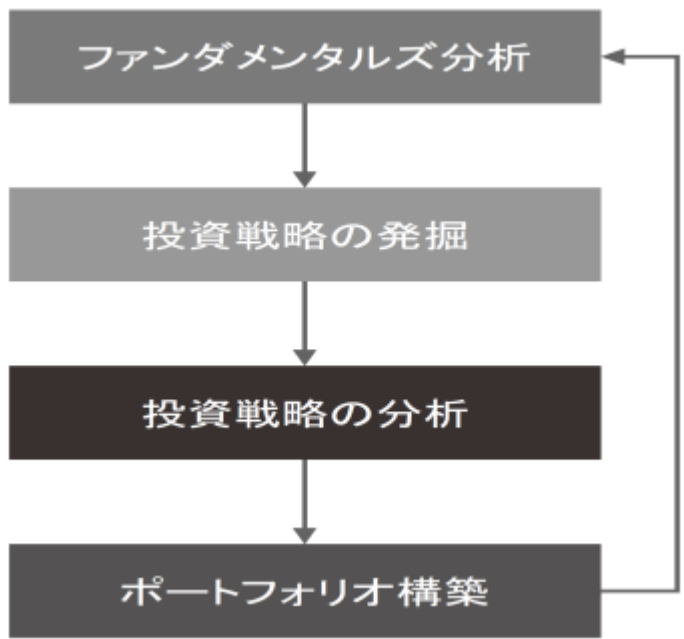 ファンダメンタルズ分析
投資戦略の発掘
投資戦略の分析
ポートフォリオ構築